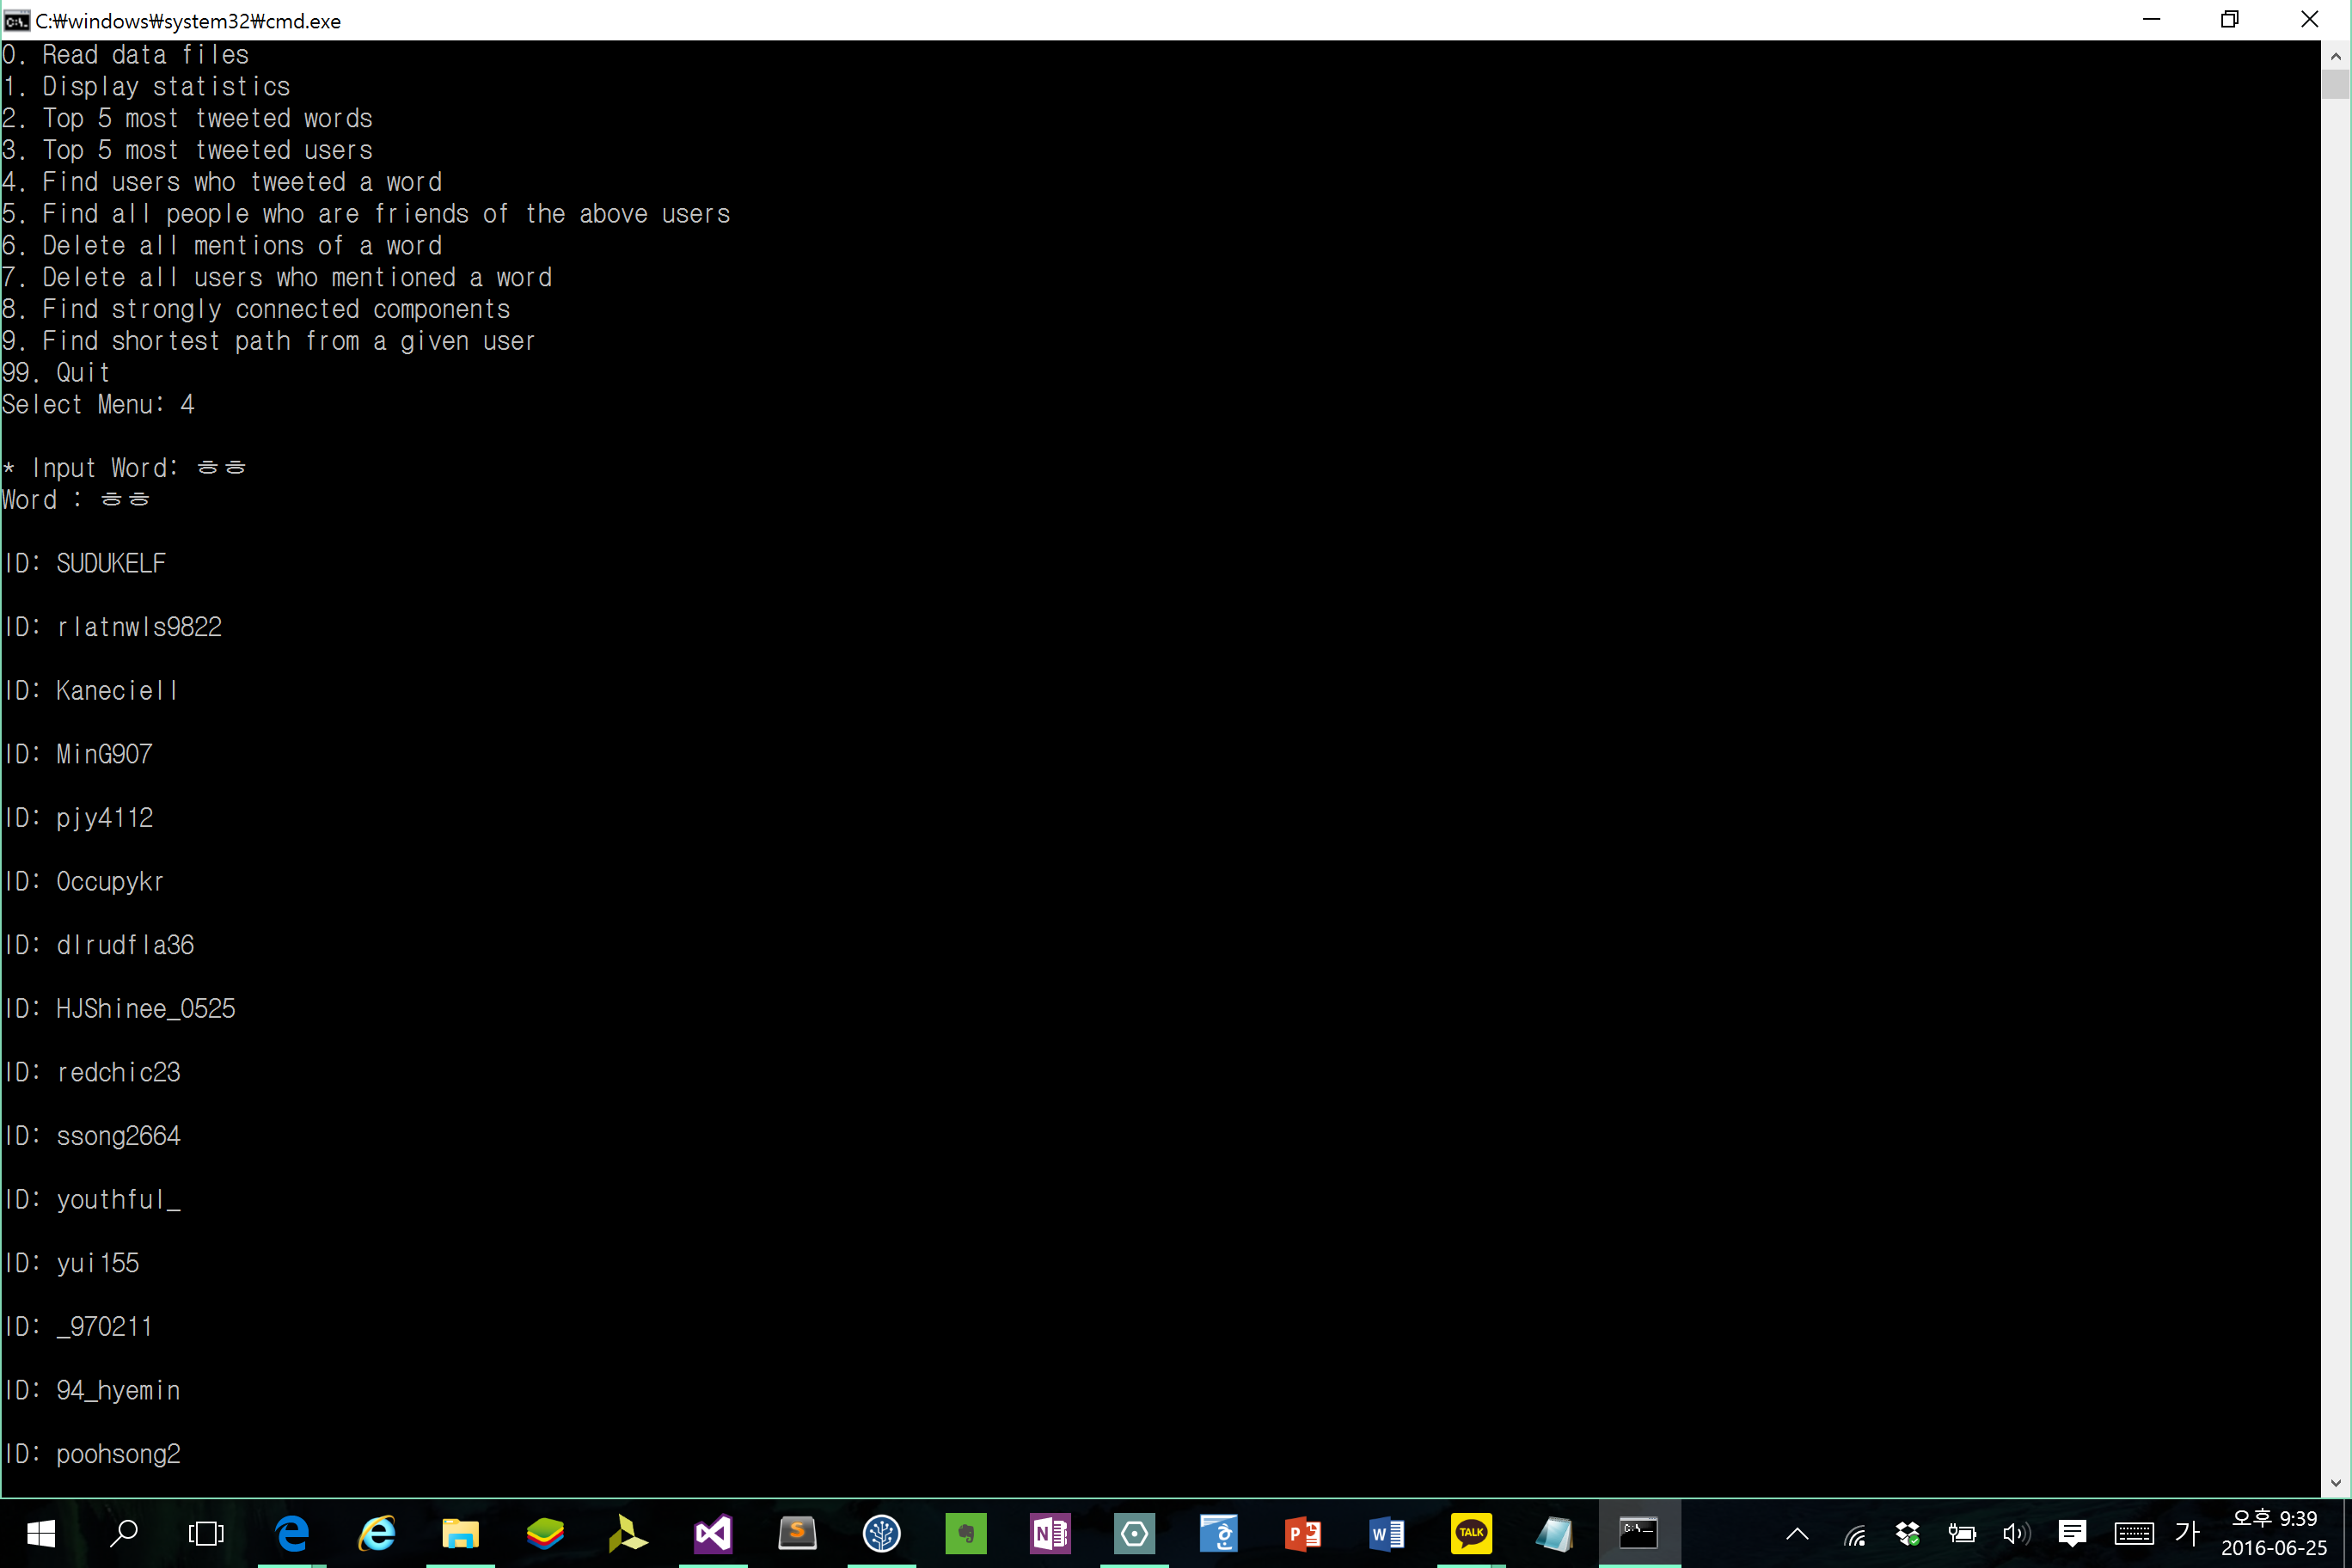 C:₩windows₩system32₩cmd.exe
0. Read data files
1. Display statistics
2. Top 5 most tweeted words
3. Top 5 most tweeted users
4. Find users who tweeted a word
5. Find all people who are friends of the above users
6. Delete all mentions of a word
7. Delete all users who mentioned a word
8. Find strongly connected components
9. Find shortest path from a given user
99. Quit
Select Menu: 4
* Input Word: ㅎㅎ
Word : ㅎㅎ
ID: SUDUKELF
ID: rlatnwls9822
ID: Kaneciell
ID: MinG907
ID: pjy4112
ID: Occupykr
ID: dlrudfla36
ID: HJShinee_0525
ID: redchic23
ID: ssong2664
ID: youthful_
ID: yui155
ID: _970211
ID: 94_hyemin
ID: poohsong2
TALK
가
오후 9:39
2016-06-25